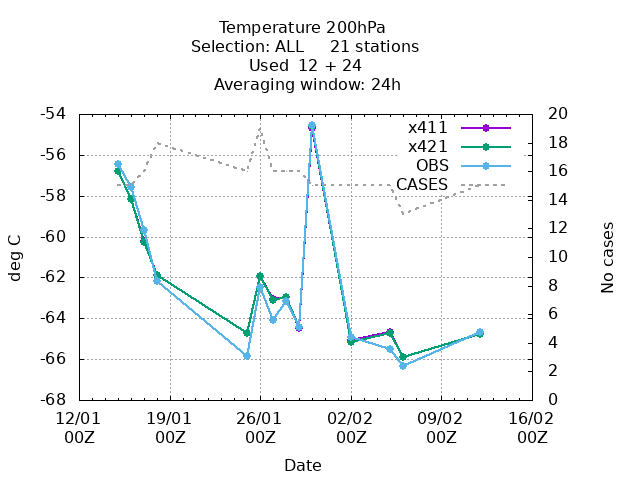 Temperature 200hPa
Selection: ALL 21 stations
Used 12 + 24
Averaging window: 24h
-54 20
x411
18
x421
-56
16
OBS
CASES
-58
14
12
-60
10
-62
8
6
-64
4
-66
2
-68 0
deg C
No cases
12/01 19/01 26/01 02/02 09/02 16/02
00Z 00Z 00Z 00Z 00Z 00Z
Date